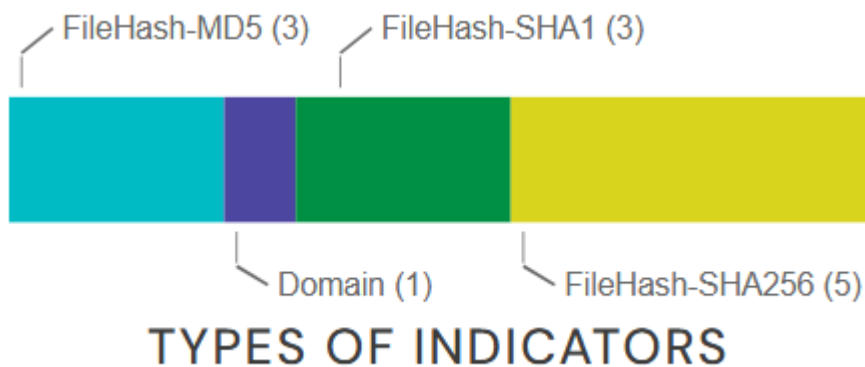 FileHash-MD5 (3)
FileHash-SHA1 (3)
Domain (1)
FileHash-SHA256 (5)
TYPES OF INDICATORS